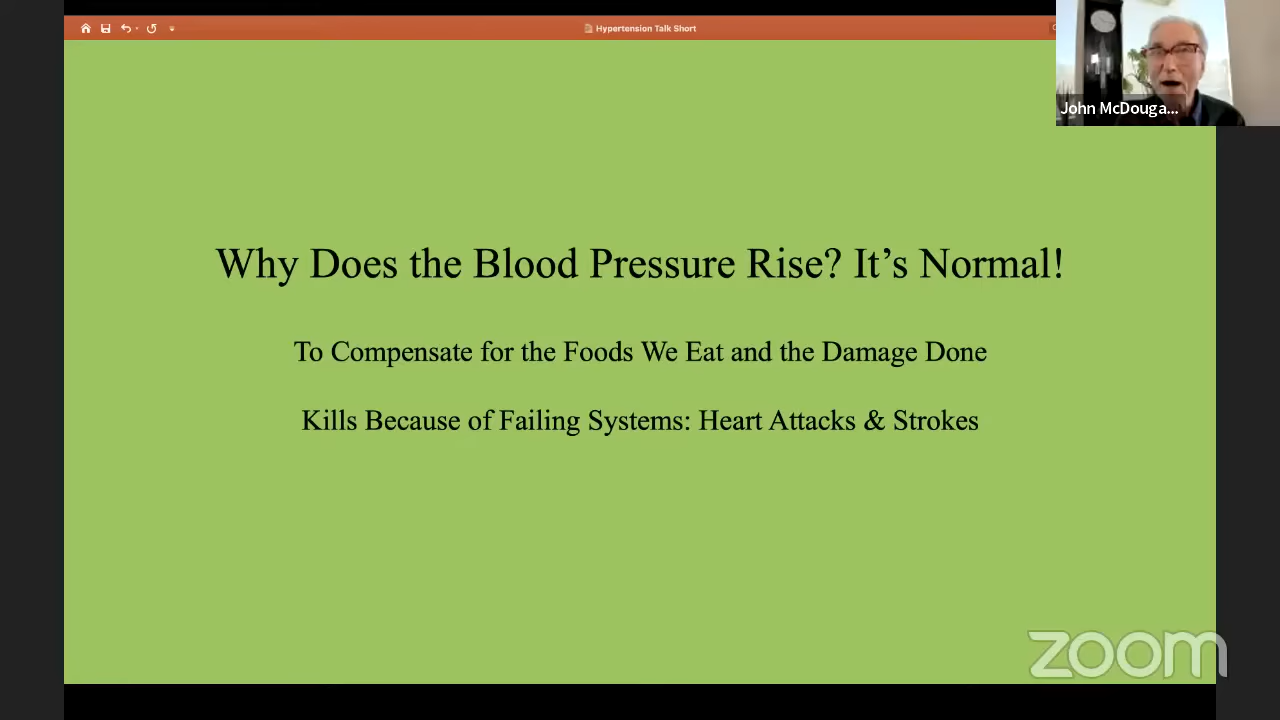 Hypertension Talk Short
John McDouga...
Why Does the Blood Pressure Rise? It’s Normal!
To Compensate for the Foods We Eat and the Damage Done
Kills Because of Failing Systems: Heart Attacks & Strokes
zoom